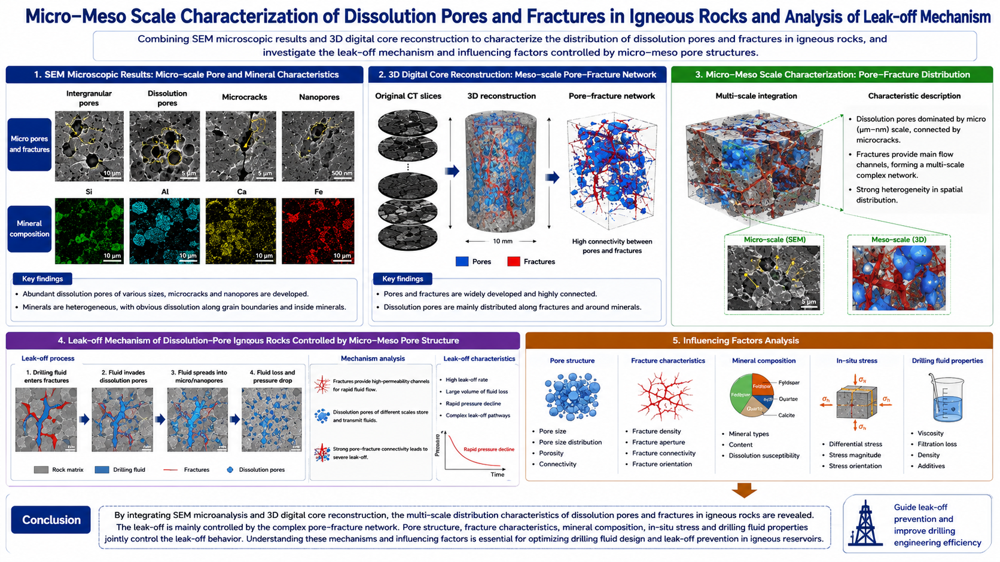 Micro–Meso Scale Characterization of Dissolution Pores and Fractures in Igneous Rocks and Analysis of Leak-off Mechanism
Combining SEM microscopic results and 3D digital core reconstruction to characterize the distribution of dissolution pores and fractures in igneous rocks, and
investigate the leak-off mechanism and influencing factors controlled by micro–meso pore structures.
1. SEM Microscopic Results: Micro-scale Pore and Mineral Characteristics
Intergranular
pores
Dissolution
pores
Microcracks
Nanopores
Micro pores
and fractures
10 µm
5 µm
5 µm
500 nm
Si
Al
Ca
Fe
Mineral
composition
10 µm
10 µm
10 µm
10 µm
Key findings
• Abundant dissolution pores of various sizes, microcracks and nanopores are developed.
• Minerals are heterogeneous, with obvious dissolution along grain boundaries and inside minerals.
2. 3D Digital Core Reconstruction: Meso-scale Pore–Fracture Network
Original CT slices
3D reconstruction
Pore–fracture network
10 mm
High connectivity between
pores and fractures
Pores
Fractures
Key findings
• Pores and fractures are widely developed and highly connected.
• Dissolution pores are mainly distributed along fractures and around minerals.
3. Micro–Meso Scale Characterization: Pore–Fracture Distribution
Multi-scale integration
Characteristic description
• Dissolution pores dominated by micro
(µm–nm) scale, connected by
microcracks.
• Fractures provide main flow
channels, forming a multi-scale
complex network.
• Strong heterogeneity in spatial
distribution.
Micro-scale (SEM)
5 µm
Meso-scale (3D)
4. Leak-off Mechanism of Dissolution–Pore Igneous Rocks Controlled by Micro–Meso Pore Structure
Leak-off process
1. Drilling fluid
enters fractures
2. Fluid invades
dissolution pores
3. Fluid spreads into
micro/nanopores
4. Fluid loss and
pressure drop
Rock matrix
Drilling fluid
Fractures
Dissolution pores
Mechanism analysis
Fractures provide high-permeability channels
for rapid fluid flow.
Dissolution pores of different scales store
and transmit fluids.
Strong pore–fracture connectivity leads to
severe leak-off.
Leak-off characteristics
• High leak-off rate
• Large volume of fluid loss
• Rapid pressure decline
• Complex leak-off pathways
Rapid pressure decline
Time
5. Influencing Factors Analysis
Pore structure
• Pore size
• Pore size distribution
• Porosity
• Connectivity
Fracture characteristics
• Fracture density
• Fracture aperture
• Fracture connectivity
• Fracture orientation
Mineral composition
Calcite
• Mineral types
• Content
• Dissolution susceptibility
In-situ stress
σN
σh
σh
σh
• Differential stress
• Stress magnitude
• Stress orientation
Drilling fluid properties
• Viscosity
• Filtration loss
• Density
• Additives
Conclusion
By integrating SEM microanalysis and 3D digital core reconstruction, the multi-scale distribution characteristics of dissolution pores and fractures in igneous rocks are revealed.
The leak-off is mainly controlled by the complex pore-fracture network. Pore structure, fracture characteristics, mineral composition, in-situ stress and drilling fluid properties
jointly control the leak-off behavior. Understanding these mechanisms and influencing factors is essential for optimizing drilling fluid design and leak-off prevention in igneous reservoirs.
Guide leak-off
prevention and
improve drilling
engineering efficiency